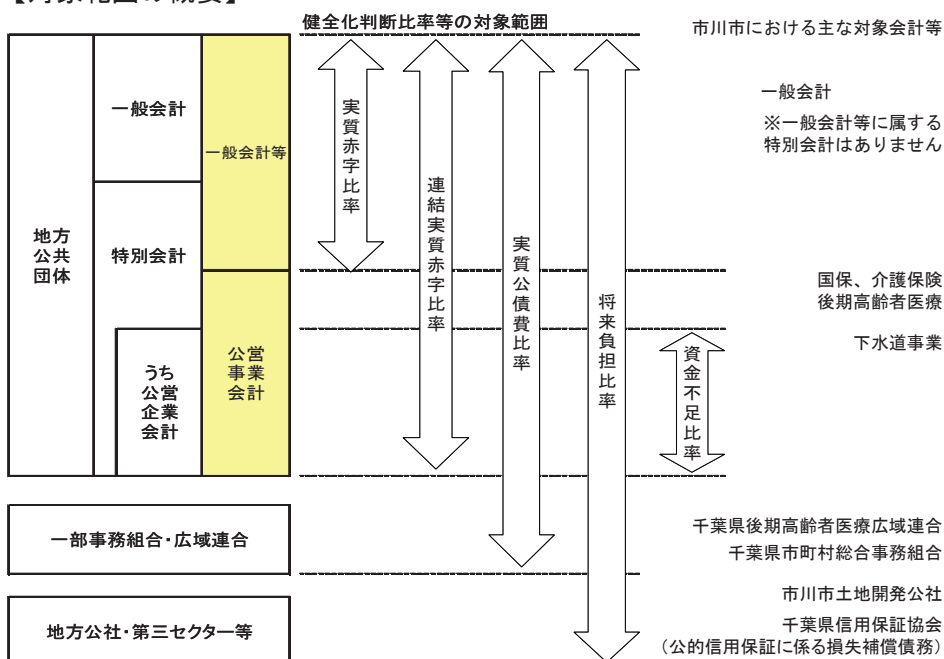 健全化判断比率等の対象範囲
市川市における主な対象会計等
地方
公共
団体
一般会計
一般会計等
特別会計
うち
公営
企業
会計
公営
事業
会計
実質赤字比率
連結実質赤字比率
実質公債費比率
将来負担比率
資金不足比率
一般会計
※一般会計等に属する
特別会計はありません
国保、介護保険
後期高齢者医療
下水道事業
一部事務組合・広域連合
千葉県後期高齢者医療広域連合
千葉県市町村総合事務組合
地方公社・第三セクター等
市川市土地開発公社
千葉県信用保証協会
(公的信用保証に係る損失補償債務)